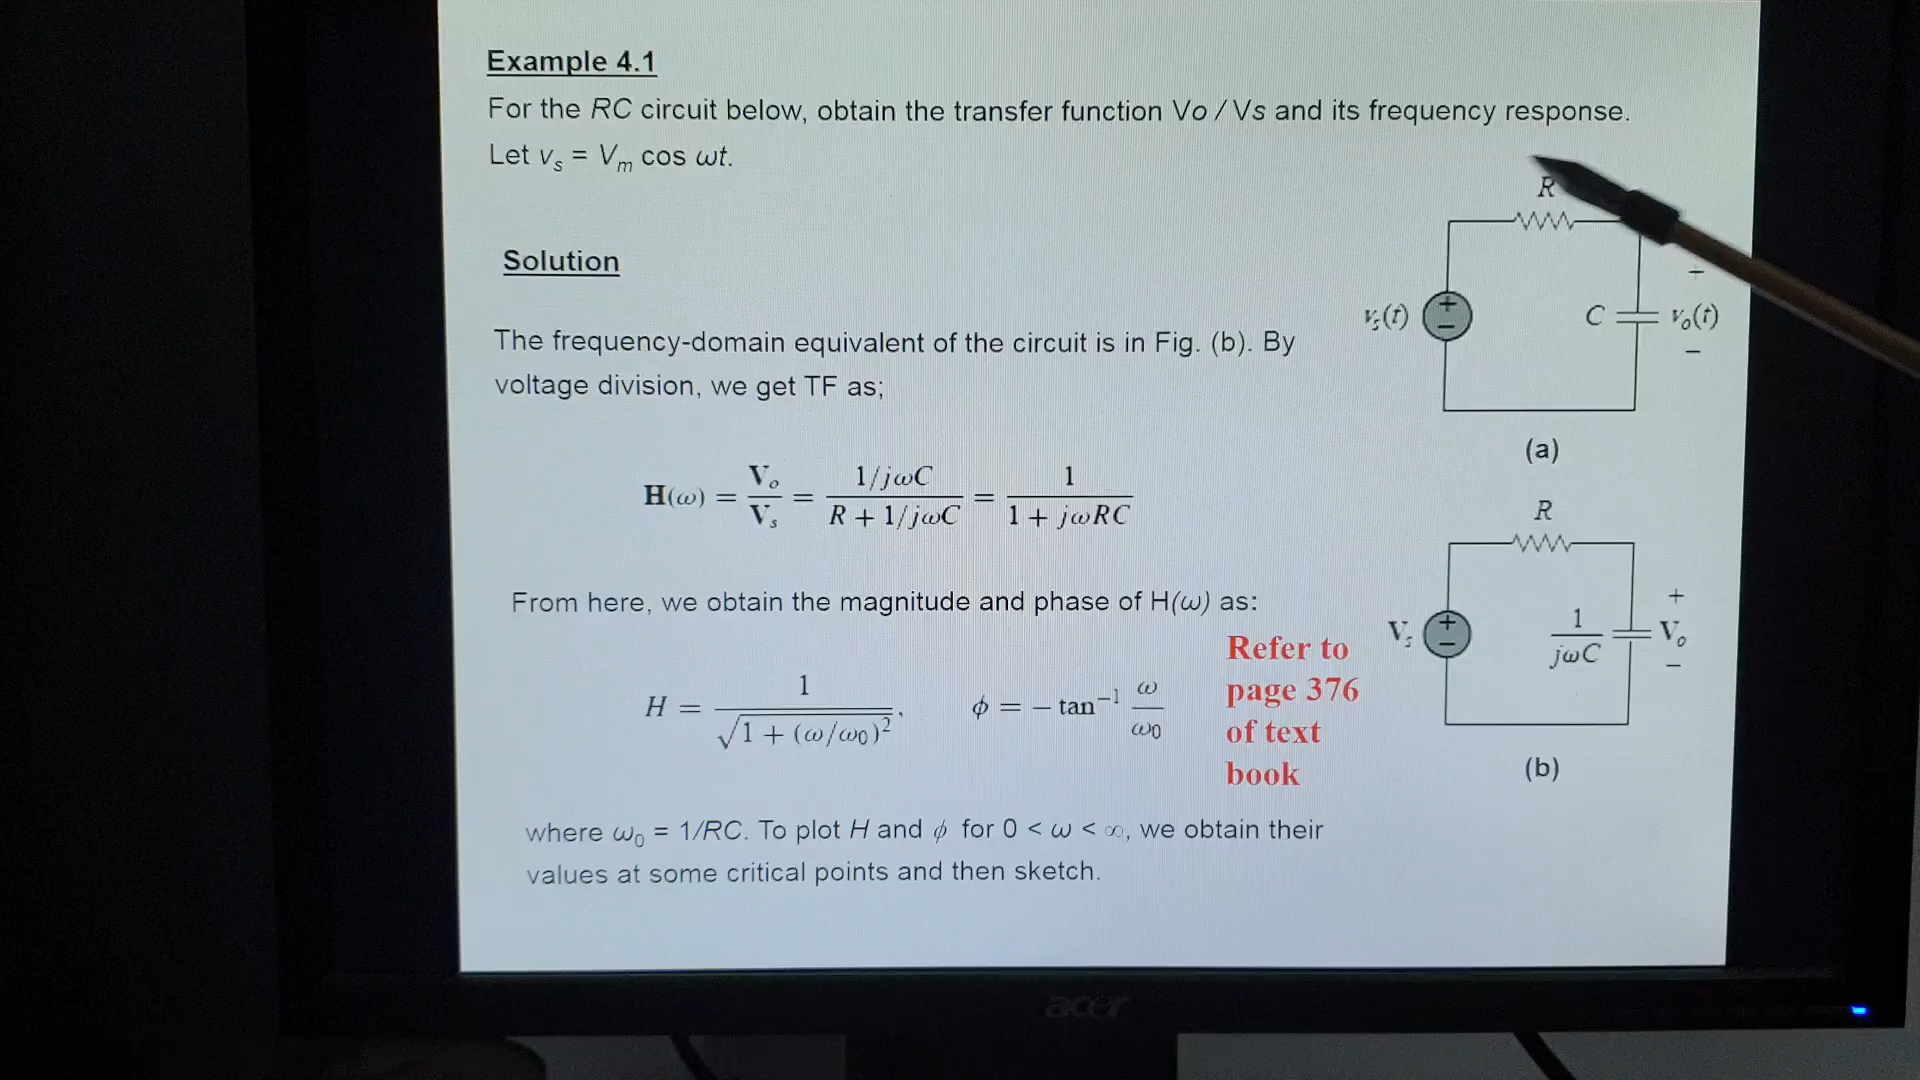 Example 4.1
For the RC circuit below, obtain the transfer function Vo / Vs and its frequency response.
Let vₛ = Vₘ cos ωt.
R
Solution
vₛ(t)
+
−
C
+
vₒ(t)
−
The frequency-domain equivalent of the circuit is in Fig. (b). By
voltage division, we get TF as;
(a)
H(ω) = Vₒ/Vₛ = (1/jωC)/(R + 1/jωC) = 1/(1 + jωRC)
R
From here, we obtain the magnitude and phase of H(ω) as:
Vₛ
+
−
1/jωC
+
Vₒ
−
H = 1/√(1 + (ω/ω₀)²), φ = − tan⁻¹ ω/ω₀
Refer to
page 376
of text
book
(b)
where ω₀ = 1/RC. To plot H and φ for 0 < ω < ∞, we obtain their
values at some critical points and then sketch.
acer